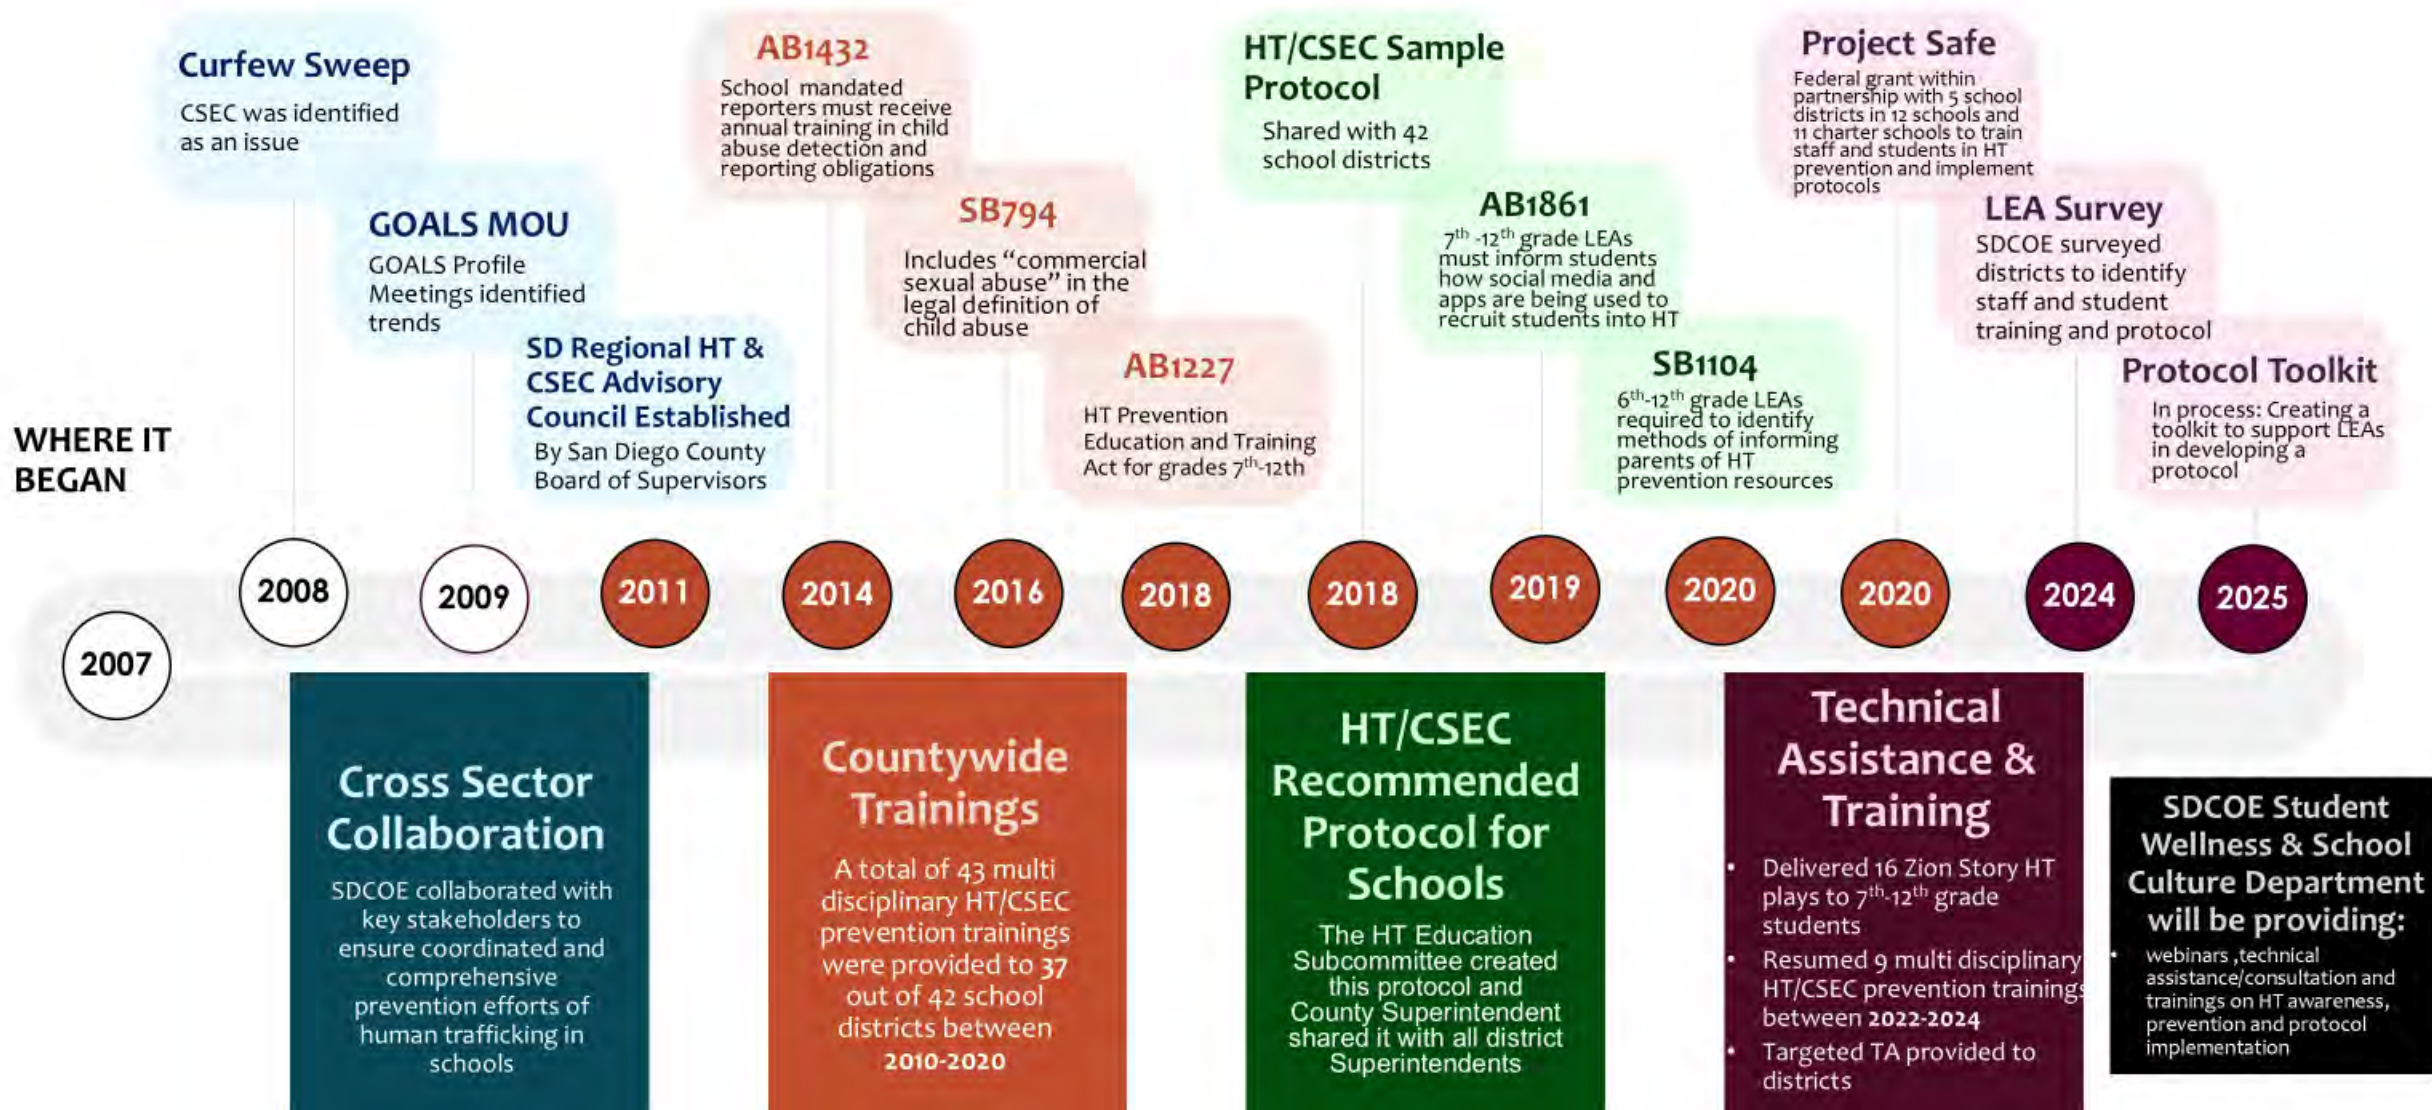 Curfew Sweep
CSEC was identified
as an issue
GOALS MOU
GOALS Profile
Meetings identified
trends
SD Regional HT &
CSEC Advisory
Council Established
By San Diego County
Board of Supervisors
AB1432
School mandated
reporters must receive
annual training in child
abuse detection and
reporting obligations
SB794
Includes “commercial
sexual abuse” in the
legal definition of
child abuse
AB1227
HT Prevention
Education and Training
Act for grades 7th-12th
HT/CSEC Sample
Protocol
Shared with 42
school districts
AB1861
7th -12th grade LEAs
must inform students
how social media and
apps are being used to
recruit students into HT
SB1104
6th-12th grade LEAs
required to identify
methods of informing
parents of HT
prevention resources
Project Safe
Federal grant within
partnership with 5 school
districts in 12 schools and
11 charter schools to train
staff and students in HT
prevention and implement
protocols
LEA Survey
SDCOE surveyed
districts to identify
staff and student
training and protocol
Protocol Toolkit
In process: Creating a
toolkit to support LEAs
in developing a
protocol
WHERE IT
BEGAN
2007
2008
2009
2011
2014
2016
2018
2018
2019
2020
2020
2024
2025
Cross Sector
Collaboration
SDCOE collaborated with
key stakeholders to
ensure coordinated and
comprehensive
prevention efforts of
human trafficking in
schools
Countywide
Trainings
A total of 43 multi
disciplinary HT/CSEC
prevention trainings
were provided to 37
out of 42 school
districts between
2010-2020
HT/CSEC
Recommended
Protocol for
Schools
The HT Education
Subcommittee created
this protocol and
County Superintendent
shared it with all district
Superintendents
Technical
Assistance &
Training
• Delivered 16 Zion Story HT
plays to 7th-12th grade
students
• Resumed 9 multi disciplinary
HT/CSEC prevention trainings
between 2022-2024
• Targeted TA provided to
districts
SDCOE Student
Wellness & School
Culture Department
will be providing:
• webinars ,technical
assistance/consultation and
trainings on HT awareness,
prevention and protocol
implementation